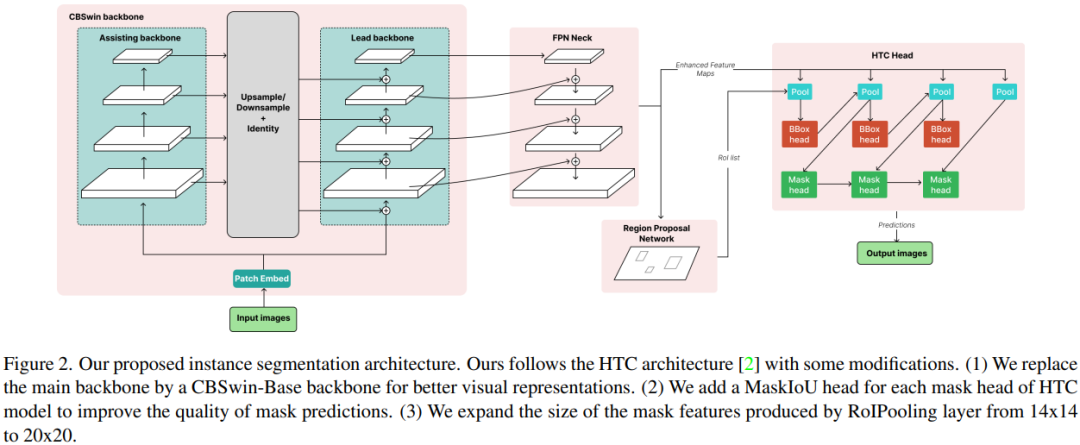 CBSwin backbone
Assisting backbone
Upsample/
Downsample
+
Identity
Lead backbone
FPN Neck
Enhanced Feature
Maps
HTC Head
Pool
Pool
Pool
Pool
BBox
head
BBox
head
BBox
head
RoI list
Mask
head
Mask
head
Mask
head
Region Proposal
Network
Predictions
Output images
Patch Embed
Input images
Figure 2. Our proposed instance segmentation architecture. Ours follows the HTC architecture [2] with some modifications. (1) We replace
the main backbone by a CBSwin-Base backbone for better visual representations. (2) We add a MaskIoU head for each mask head of HTC
model to improve the quality of mask predictions. (3) We expand the size of the mask features produced by RoIPooling layer from 14x14
to 20x20.